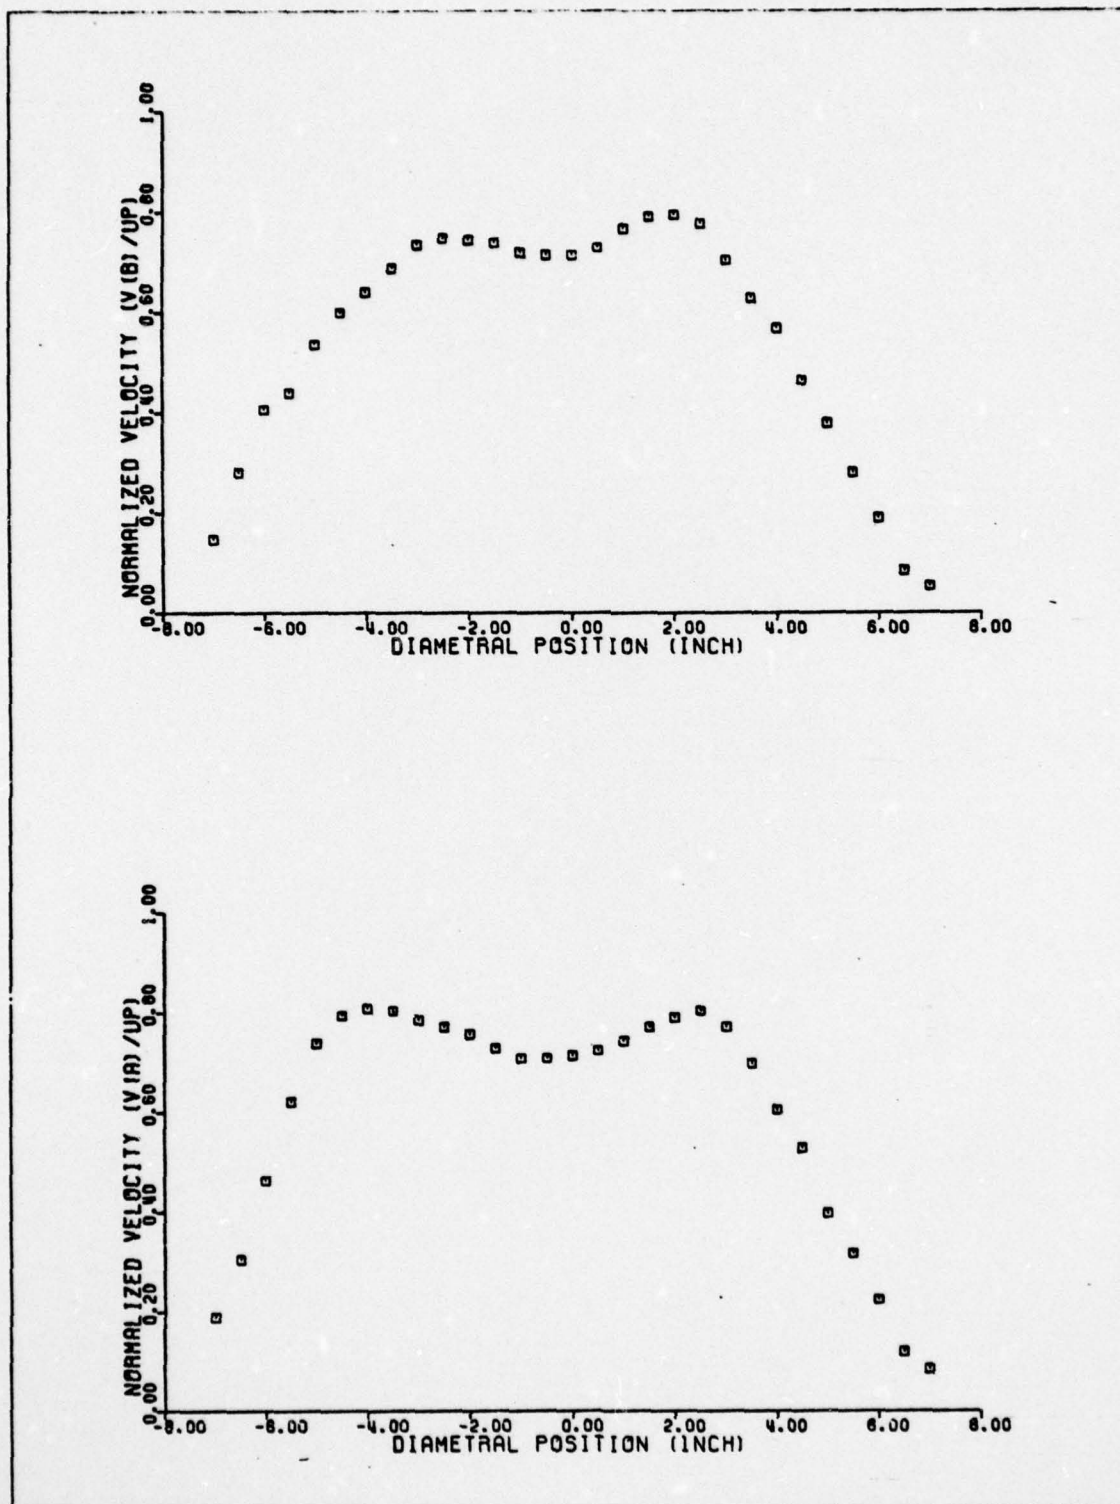 NORMALIZED VELOCITY (V(B)/UP)
1.00
0.80
0.60
0.40
0.20
0.00
-8.00 -6.00 -4.00 -2.00 0.00 2.00 4.00 6.00 8.00
DIAMETRAL POSITION (INCH)
NORMALIZED VELOCITY (V(A)/UP)
1.00
0.80
0.60
0.40
0.20
0.00
-8.00 -6.00 -4.00 -2.00 0.00 2.00 4.00 6.00 8.00
DIAMETRAL POSITION (INCH)